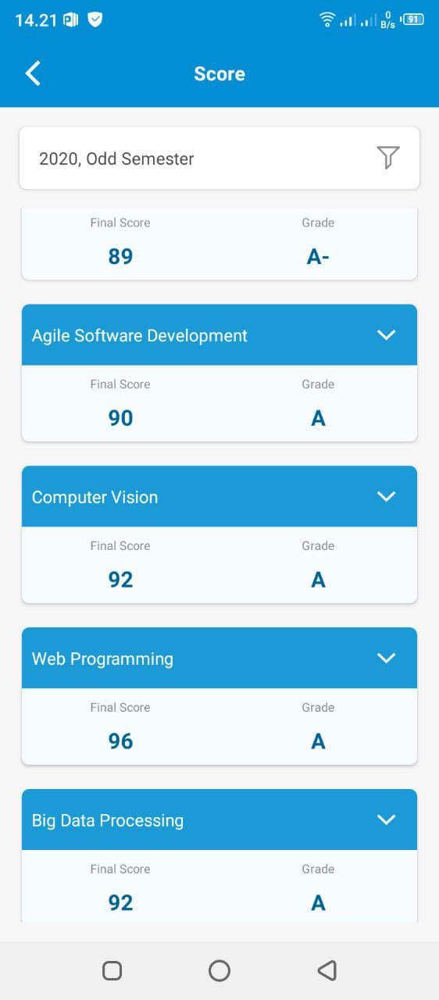 14.21 0 B/s 91
Score
2020, Odd Semester
Final Score Grade
89 A-
Agile Software Development
Final Score Grade
90 A
Computer Vision
Final Score Grade
92 A
Web Programming
Final Score Grade
96 A
Big Data Processing
Final Score Grade
92 A